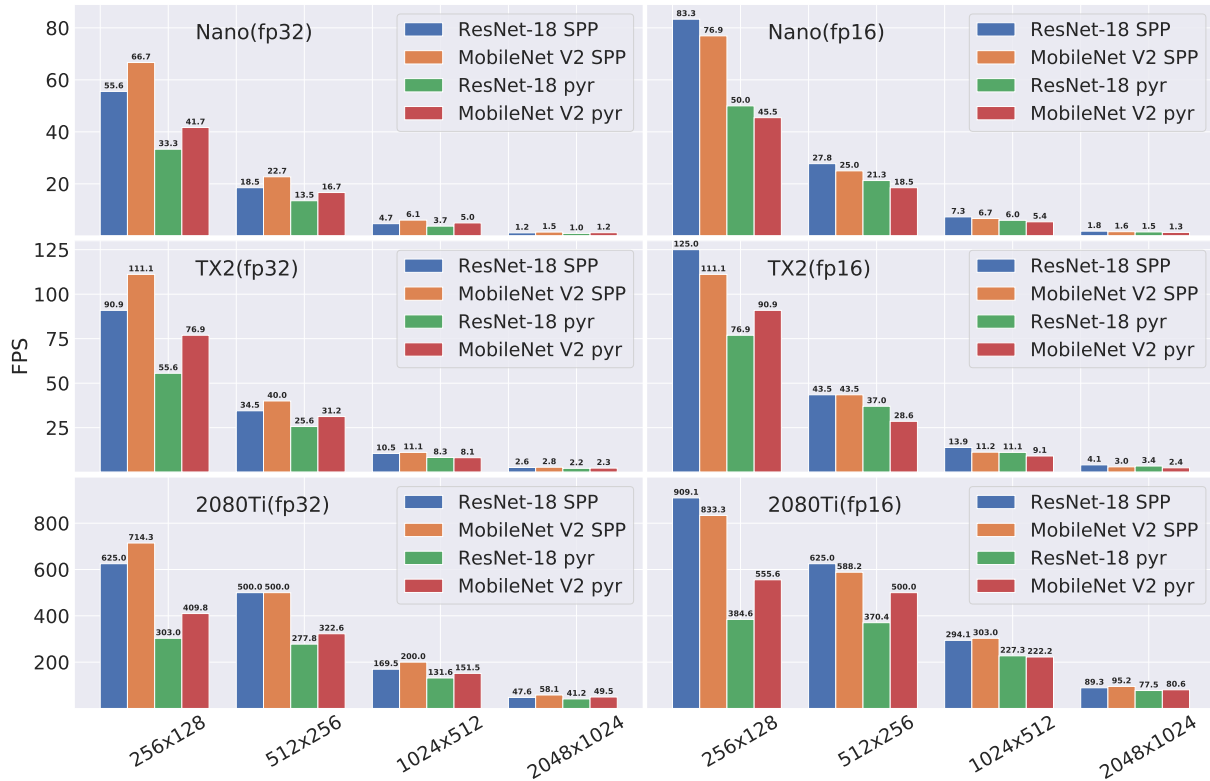 Nano(fp32)
ResNet-18 SPP
MobileNet V2 SPP
ResNet-18 pyr
MobileNet V2 pyr
80
60
40
20
55.6 66.7 33.3 41.7
18.5 22.7 13.5 16.7
4.7 6.1 3.7 5.0
1.2 1.5 1.0 1.2
Nano(fp16)
ResNet-18 SPP
MobileNet V2 SPP
ResNet-18 pyr
MobileNet V2 pyr
83.3 76.9 50.0 45.5
27.8 25.0 21.3 18.5
7.3 6.7 6.0 5.4
1.8 1.6 1.5 1.3
FPS
TX2(fp32)
ResNet-18 SPP
MobileNet V2 SPP
ResNet-18 pyr
MobileNet V2 pyr
125
100
75
50
25
90.9 111.1 55.6 76.9
34.5 40.0 25.6 31.2
10.5 11.1 8.3 8.1
2.6 2.8 2.2 2.3
TX2(fp16)
ResNet-18 SPP
MobileNet V2 SPP
ResNet-18 pyr
MobileNet V2 pyr
125.0 111.1 76.9 90.9
43.5 43.5 37.0 28.6
13.9 11.2 11.1 9.1
4.1 3.0 3.4 2.4
2080Ti(fp32)
ResNet-18 SPP
MobileNet V2 SPP
ResNet-18 pyr
MobileNet V2 pyr
800
600
400
200
625.0 714.3 303.0 409.8
500.0 500.0 277.8 322.6
169.5 200.0 131.6 151.5
47.6 58.1 41.2 49.5
256x128
512x256
1024x512
2048x1024
2080Ti(fp16)
ResNet-18 SPP
MobileNet V2 SPP
ResNet-18 pyr
MobileNet V2 pyr
909.1 833.3 384.6 555.6
625.0 588.2 370.4 500.0
294.1 303.0 227.3 222.2
89.3 95.2 77.5 80.6
256x128
512x256
1024x512
2048x1024